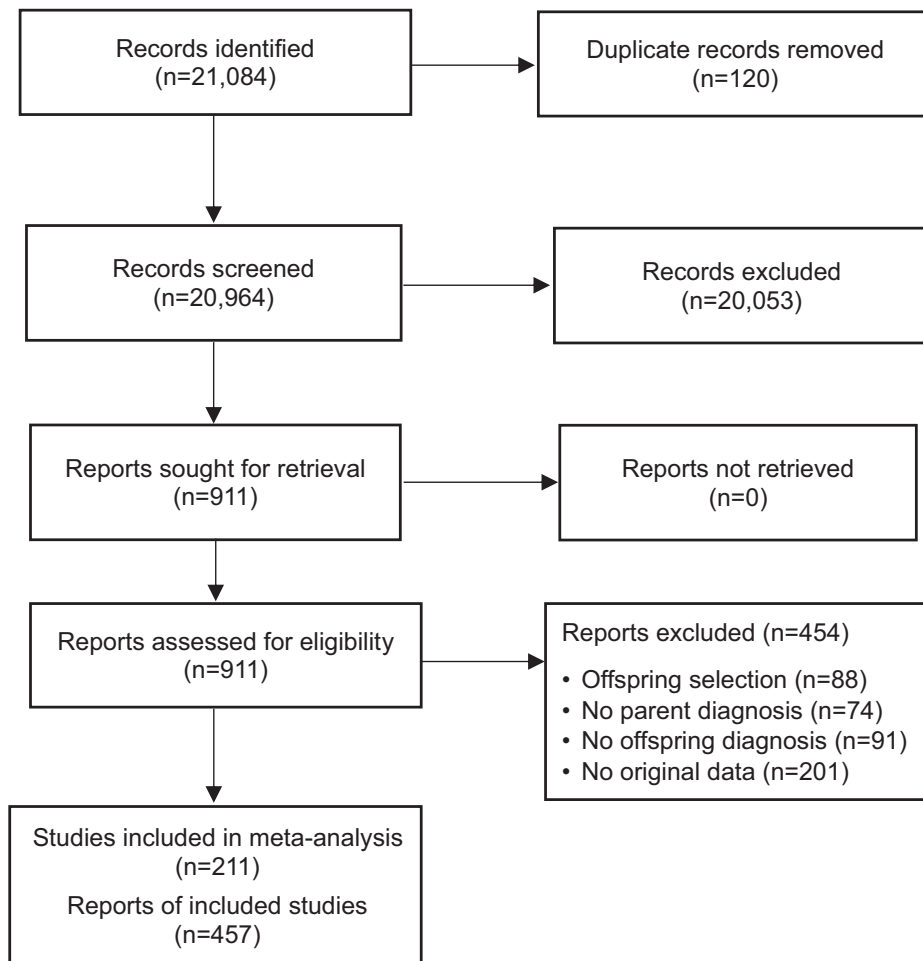 Records identified
(n=21,084)
Duplicate records removed
(n=120)
Records screened
(n=20,964)
Records excluded
(n=20,053)
Reports sought for retrieval
(n=911)
Reports not retrieved
(n=0)
Reports assessed for eligibility
(n=911)
Reports excluded (n=454)
• Offspring selection (n=88)
• No parent diagnosis (n=74)
• No offspring diagnosis (n=91)
• No original data (n=201)
Studies included in meta-analysis
(n=211)
Reports of included studies
(n=457)